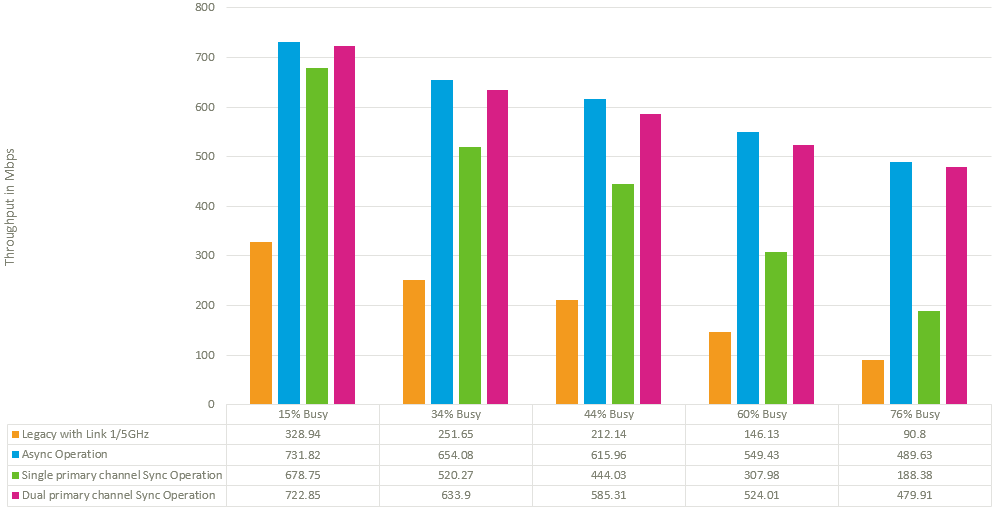 Throughput in Mbps
800
700
600
500
400
300
200
100
0
15% Busy 34% Busy 44% Busy 60% Busy 76% Busy
Legacy with Link 1/5GHz 328.94 251.65 212.14 146.13 90.8
Async Operation 731.82 654.08 615.96 549.43 489.63
Single primary channel Sync Operation 678.75 520.27 444.03 307.98 188.38
Dual primary channel Sync Operation 722.85 633.9 585.31 524.01 479.91